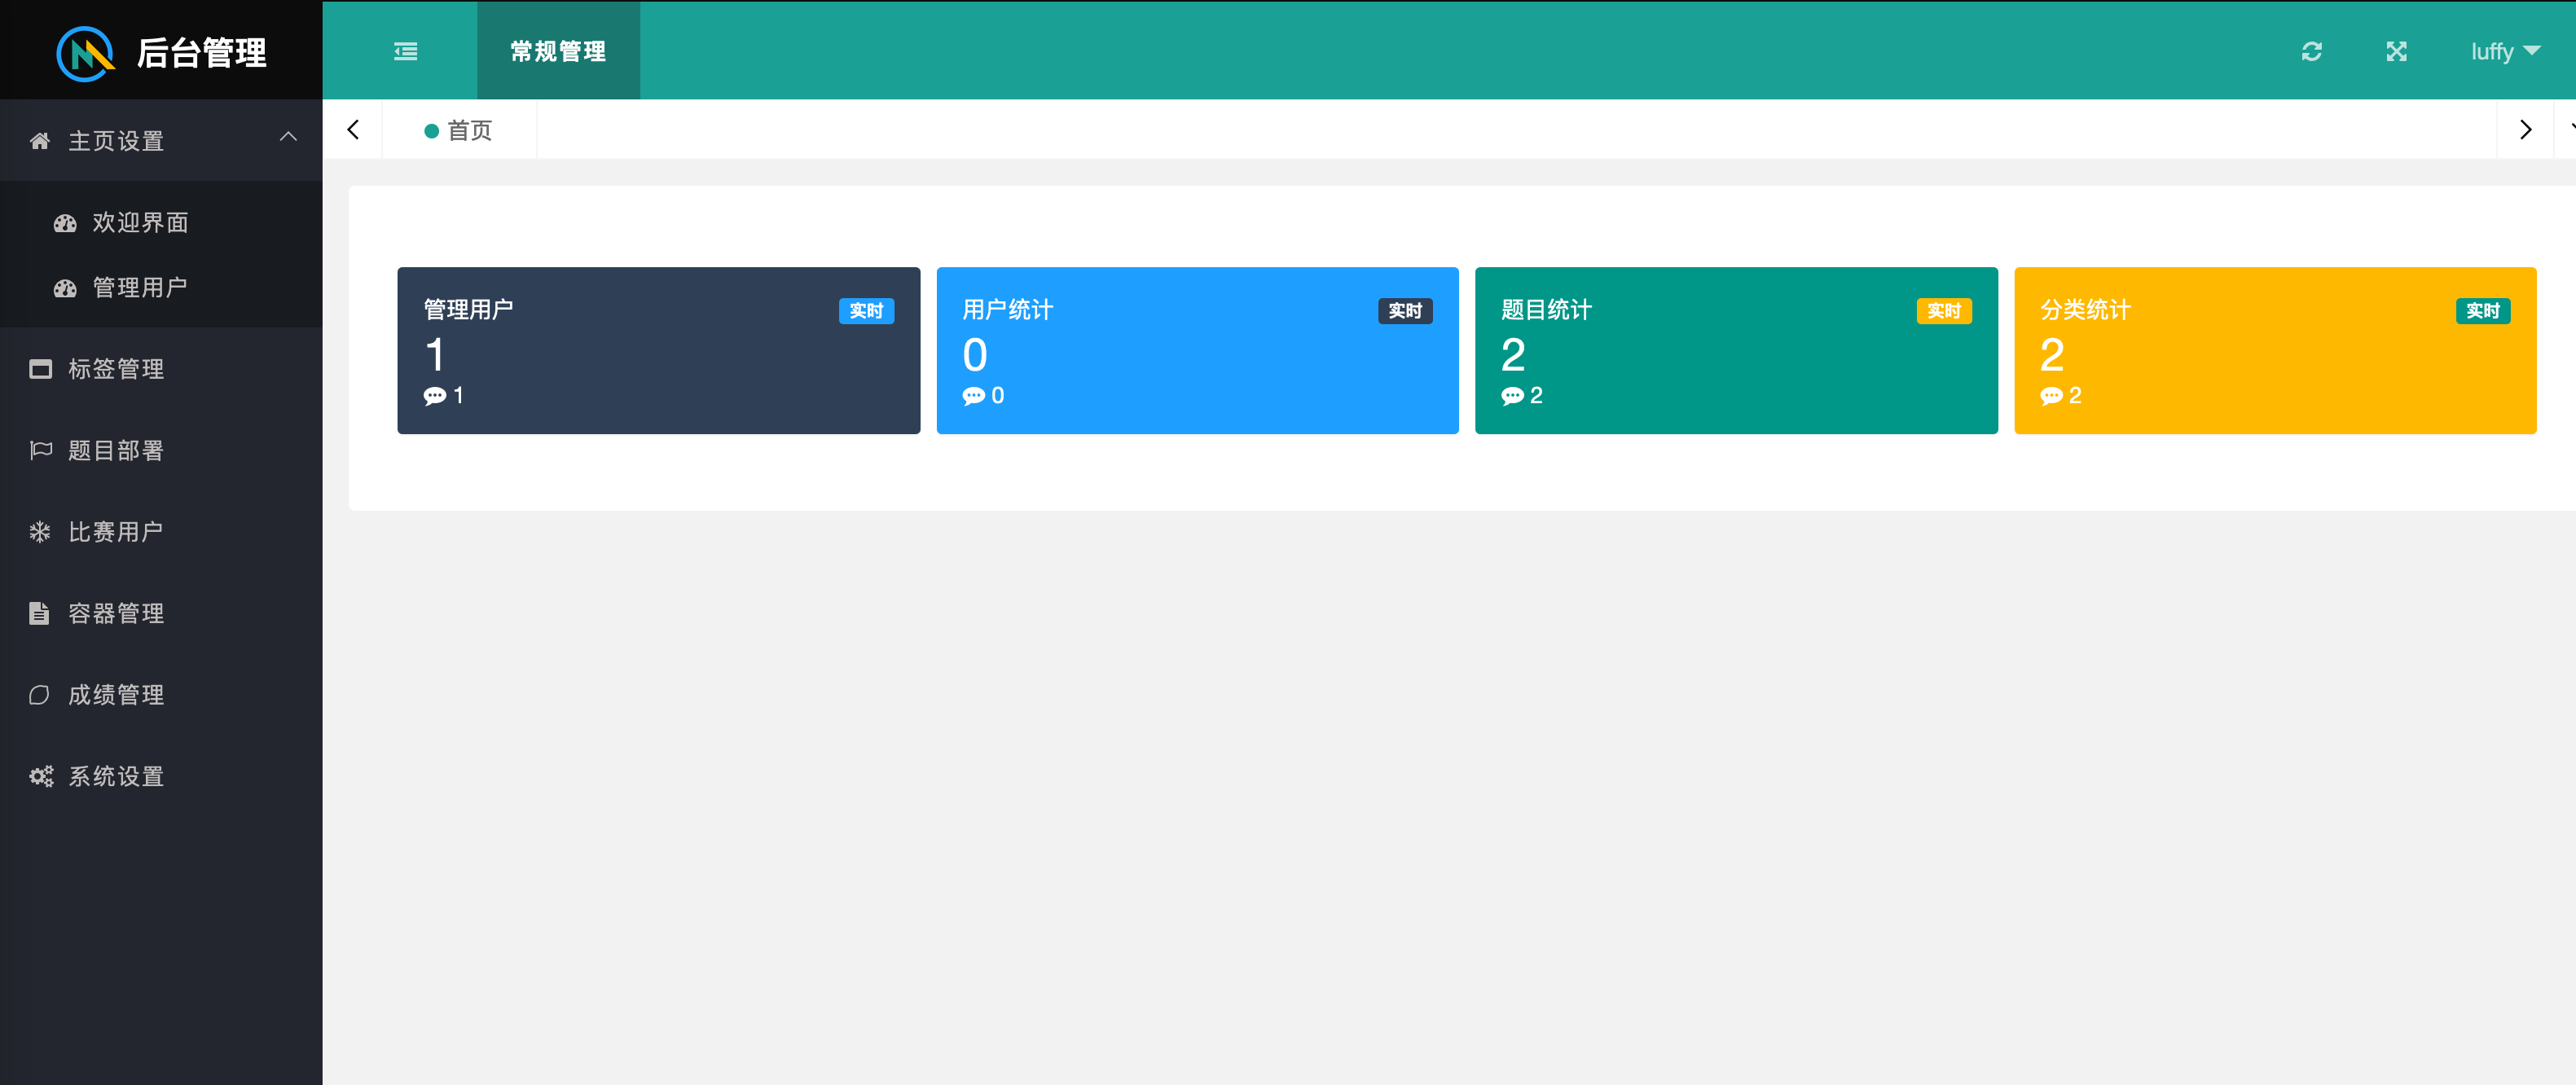 后台管理
常规管理
luffy
主页设置
欢迎界面
管理用户
标签管理
题目部署
比赛用户
容器管理
成绩管理
系统设置
首页
管理用户
实时
1
1
用户统计
实时
0
0
题目统计
实时
2
2
分类统计
实时
2
2